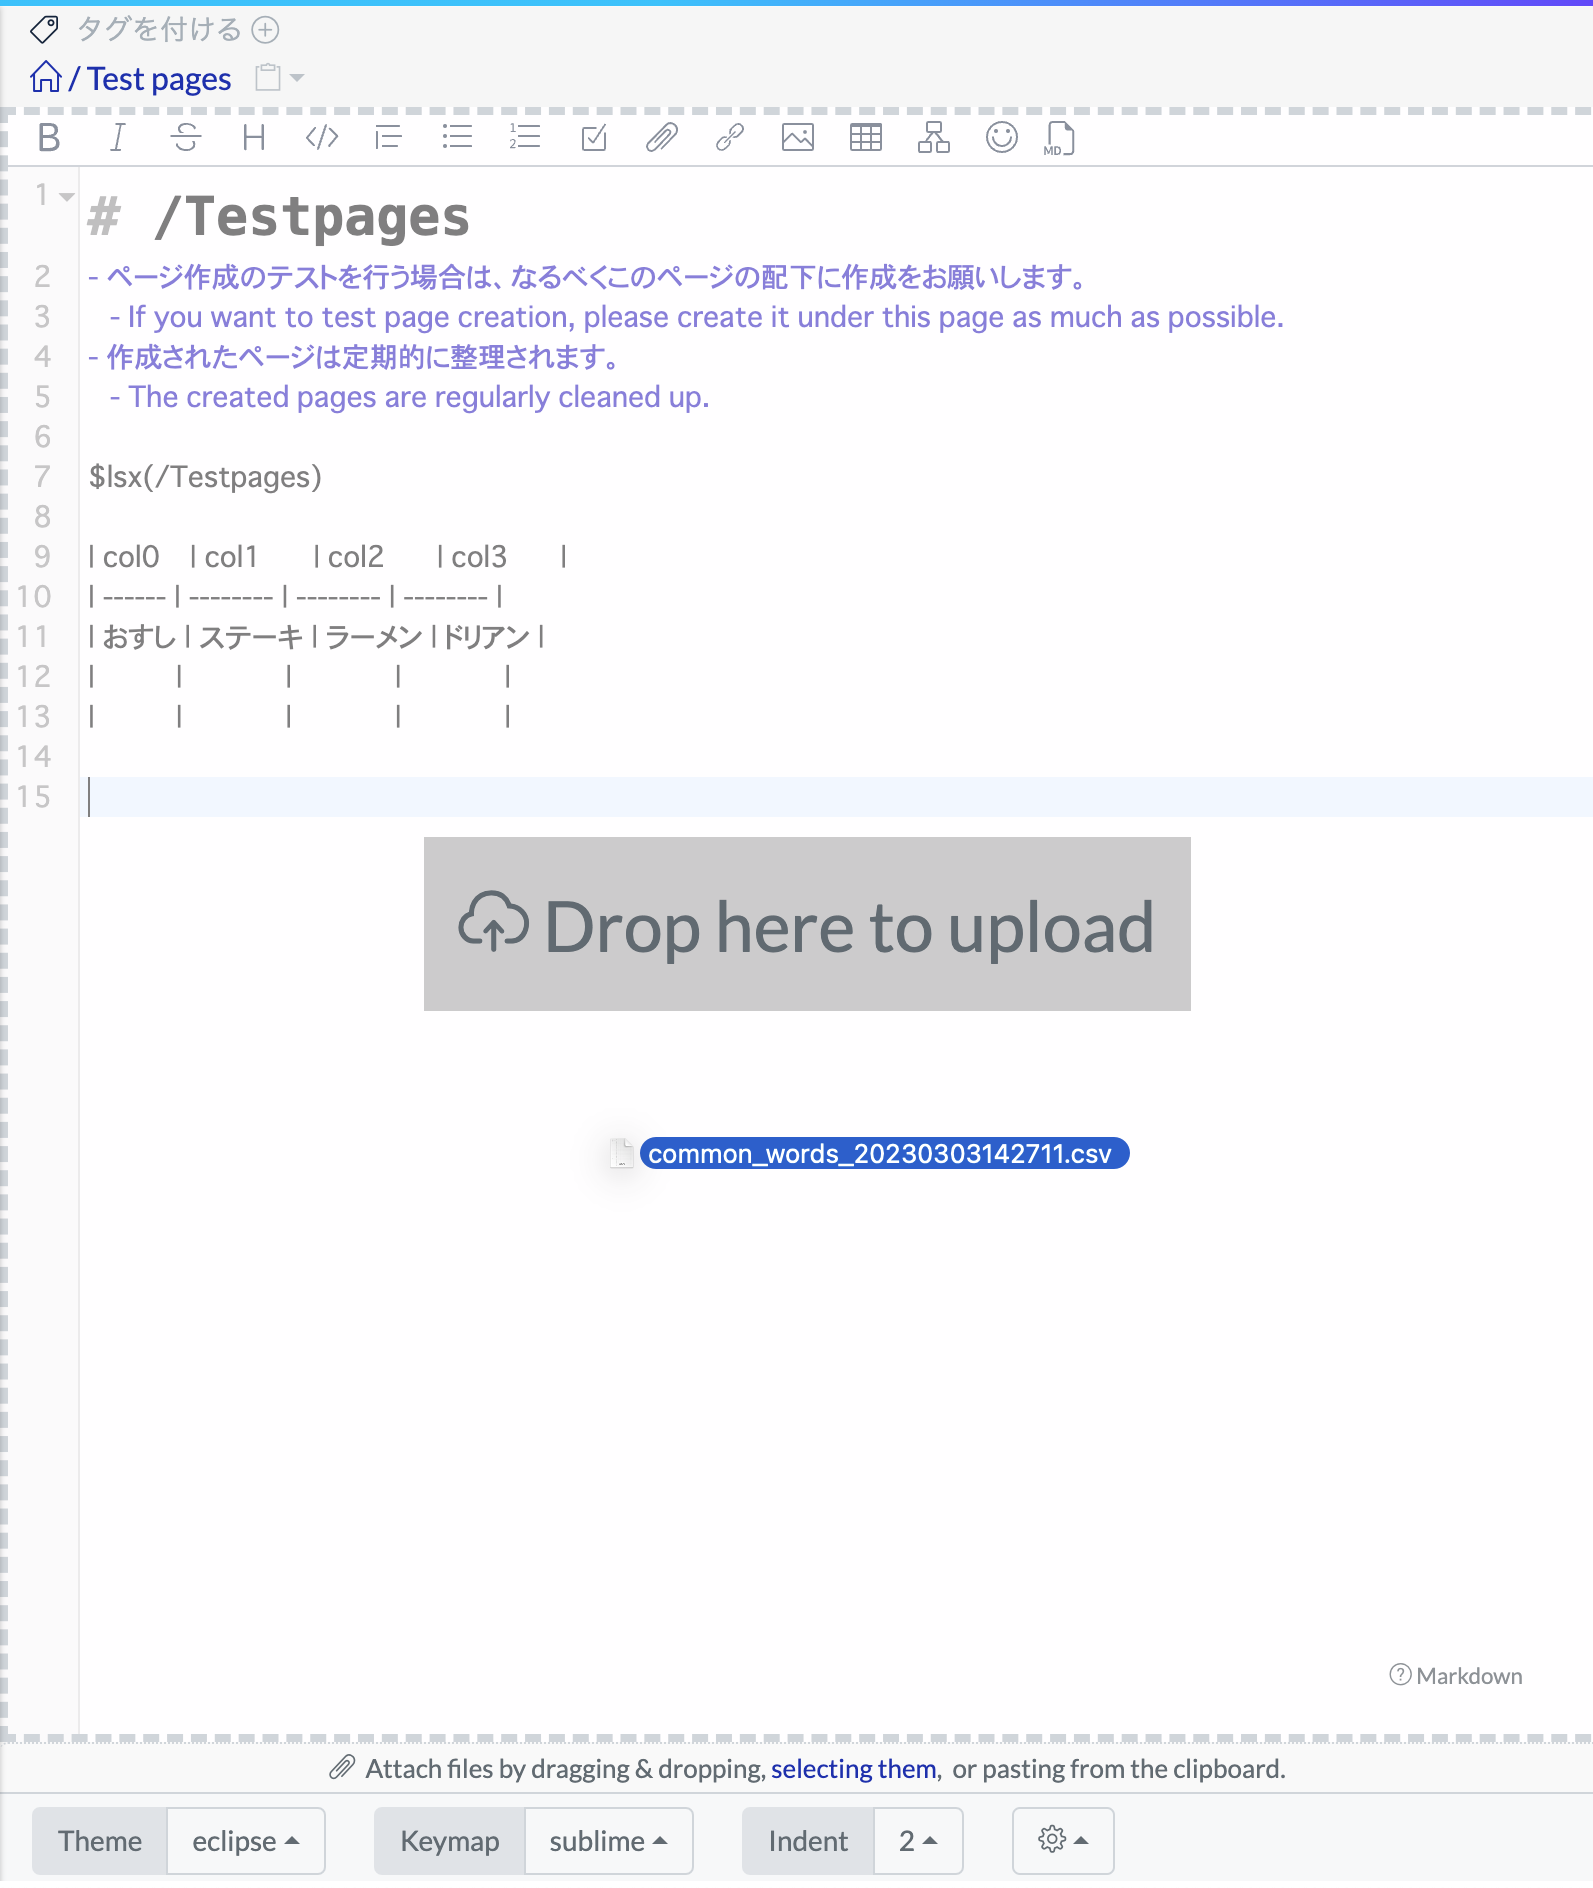 タグを付ける
/ Test pages
B I S H </> 1 2 MD
1 # /Testpages
2 - ページ作成のテストを行う場合は、なるべくこのページの配下に作成をお願いします。
3 - If you want to test page creation, please create it under this page as much as possible.
4 - 作成されたページは定期的に整理されます。
5 - The created pages are regularly cleaned up.
6
7 $lsx(/Testpages)
8
9 | col0 | col1 | col2 | col3 |
10 | ------ | -------- | -------- | -------- |
11 | おすし | ステーキ | ラーメン | ドリアン |
12 | | | | |
13 | | | | |
14
15
Drop here to upload
common_words_20230303142711.csv
? Markdown
Attach files by dragging & dropping, selecting them, or pasting from the clipboard.
Theme eclipse Keymap sublime Indent 2